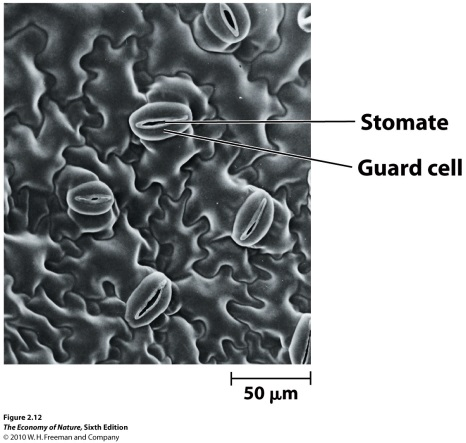 Stomate
Guard cell
50 μm
Figure 2.12
The Economy of Nature, Sixth Edition
© 2010 W. H. Freeman and Company